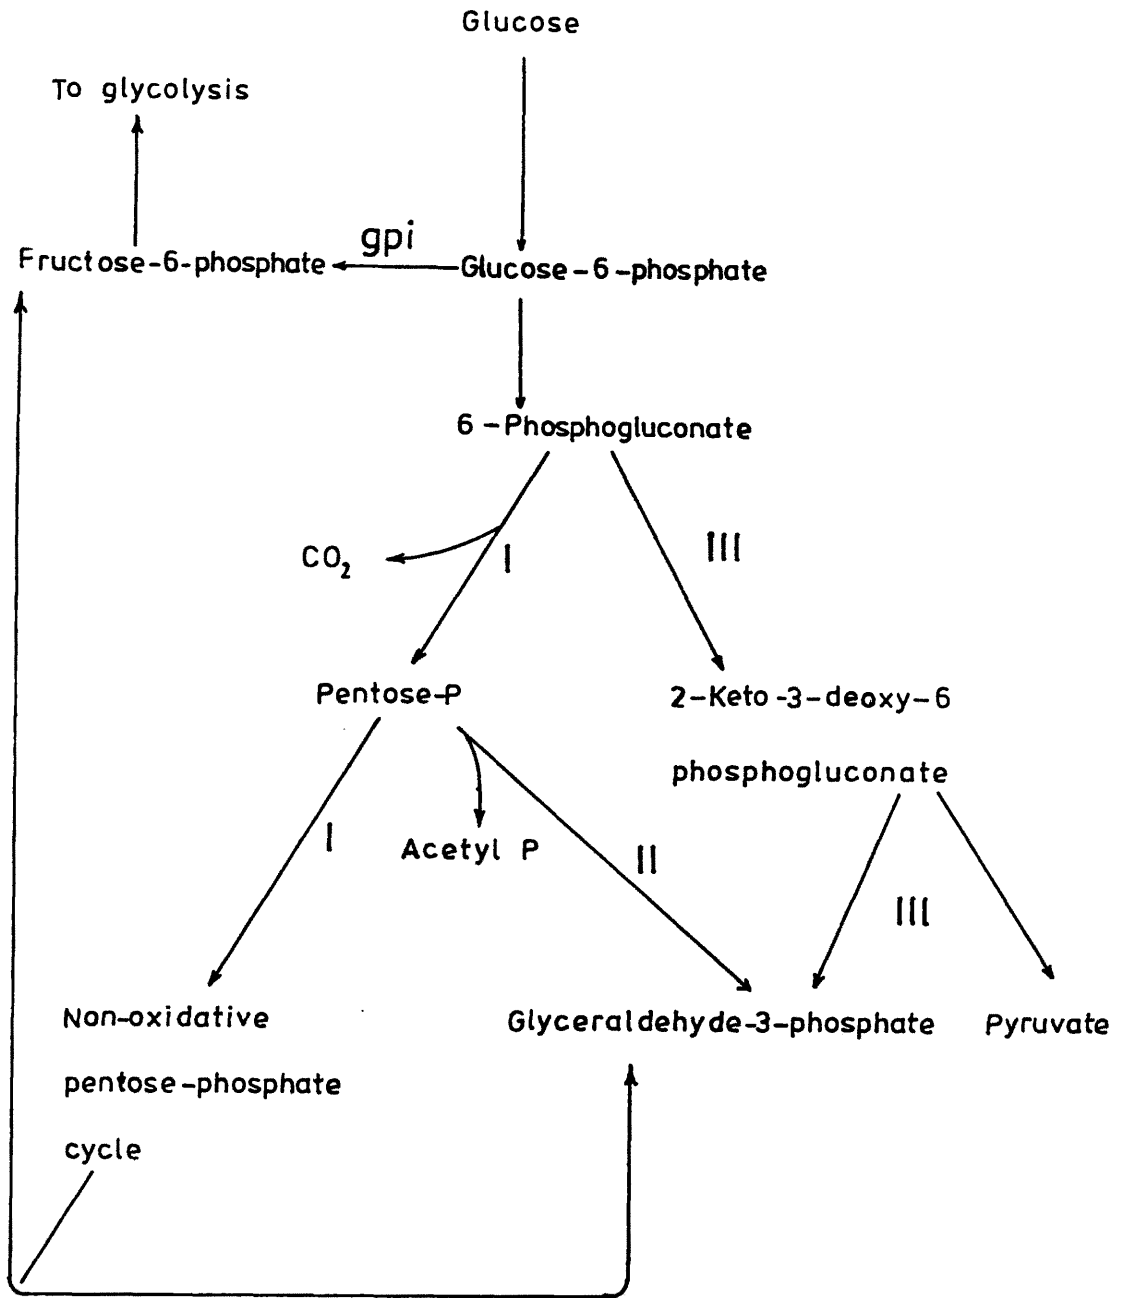 Glucose
To glycolysis
gpi
Fructose-6-phosphate
Glucose-6-phosphate
6-Phosphogluconate
CO₂
I
III
Pentose-P
2-Keto-3-deoxy-6
phosphogluconate
I
Acetyl P
II
III
Non-oxidative
Glyceraldehyde-3-phosphate
Pyruvate
pentose-phosphate
cycle